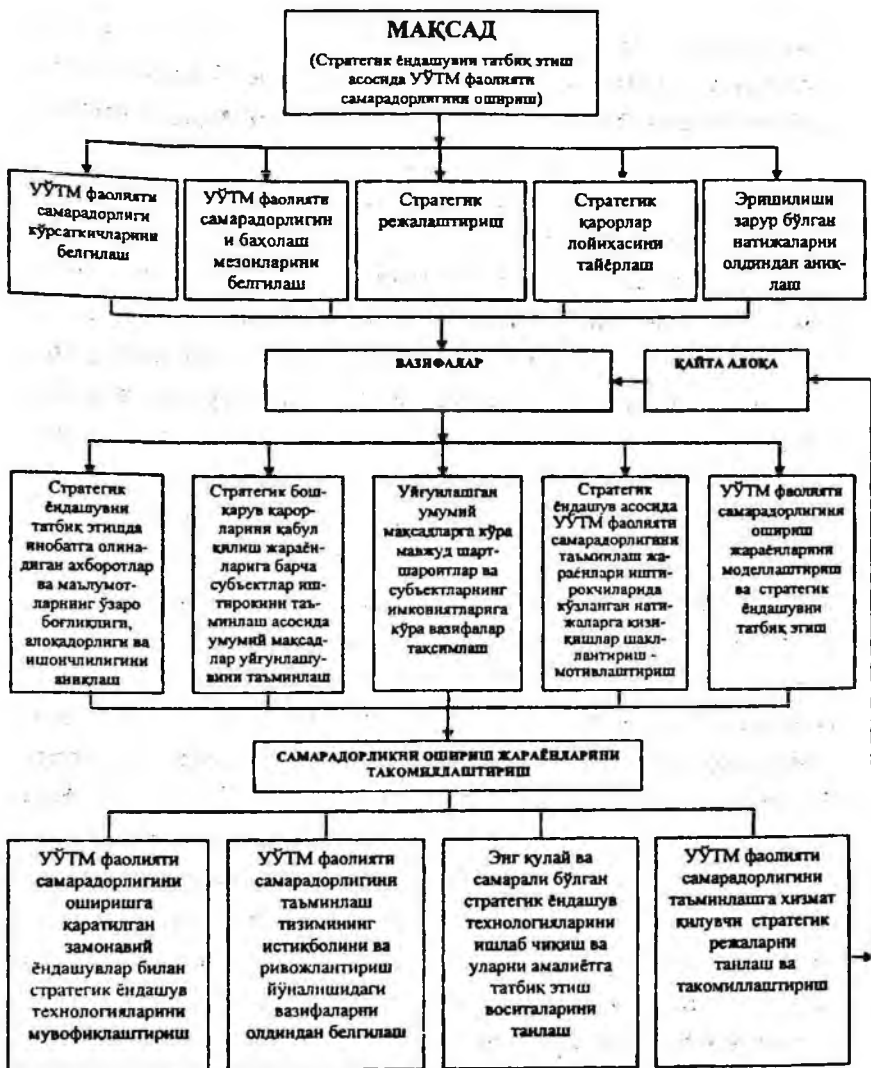 МАҚСАД
(Стратегик ёндашувни татбиқ этиш
асосида УЎТМ фаолияти
самарадорлигини ошириш)
УЎТМ фаолияти
самарадорлиги
кўрсаткичларини
белгилаш
УЎТМ фаолияти
самарадорлигин
и баҳолаш
мезонларини
белгилаш
Стратегик
режалаштириш
Стратегик
қарорлар
лойиҳасини
тайёрлаш
Эришилиши
зарур бўлган
натижаларни
олдиндан аниқ-
лаш
ВАЗИФАЛАР
ҚАЙТА АЛОҚА
Стратегик
ёндашувни
татбиқ этишда
инобатга олина-
диган ахборотлар
ва маълумот-
ларнинг ўзаро
боғлиқлиги,
алоқадорлиги ва
ишончлилигини
аниқлаш
Стратегик бош-
қарув қарор-
ларини қабул
қилиш жараён-
ларига барча
субъектлар иш-
тирокини таъ-
минлаш асосида
умумий мақсад-
лар уйғунлашу-
вини таъминлаш
Уйғунлашган
умумий
мақсадларга кўра
мавжуд шарт-
шароитлар ва
субъектларнинг
имкониятларига
кўра вазифалар
тақсимлаш
Стратегик
ёндашув асосида
УЎТМ фаолияти
самарадорлигини
таъминлаш жа-
раёнлари ишти-
рокчиларида
кўзланган нати-
жаларга қизи-
қишлар шакл-
лантириш -
мотивлаштириш
УЎТМ фаолияти
самарадорлигини
ошириш
жараёнларини
моделлаштириш
ва стратегик
ёндашувни
татбиқ этиш
САМАРАДОРЛИКНИ ОШИРИШ ЖАРАЁНЛАРИНИ
ТАКОМИЛЛАШТИРИШ
УЎТМ фаолияти
самарадорлигини
оширишга
қаратилган
замонавий
ёндашувлар билан
стратегик ёндашув
технологияларини
мувофиқлаштириш
УЎТМ фаолияти
самарадорлигини
таъминлаш
тизимининг
истиқболини ва
ривожлантириш
йўналишидаги
вазифаларни
олдиндан белгилаш
Энг қулай ва
самарали бўлган
стратегик ёндашув
технологияларини
ишлаб чиқиш ва
уларни амалиётга
татбиқ этиш
воситаларини
танлаш
УЎТМ фаолияти
самарадорлигини
таъминлашга хизмат
қилувчи стратегик
режаларни
танлаш ва
такомиллаштириш